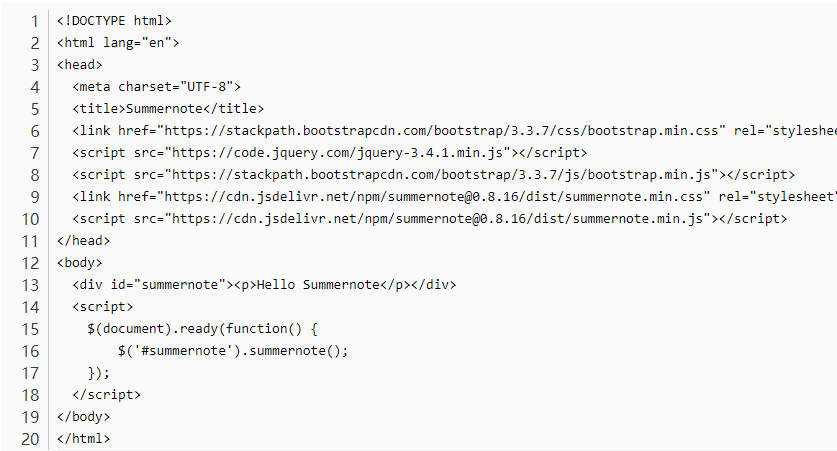 1 <!DOCTYPE html>
2 <html lang="en">
3 <head>
4 <meta charset="UTF-8">
5 <title>Summernote</title>
6 <link href="https://stackpath.bootstrapcdn.com/bootstrap/3.3.7/css/bootstrap.min.css" rel="styleshee
7 <script src="https://code.jquery.com/jquery-3.4.1.min.js"></script>
8 <script src="https://stackpath.bootstrapcdn.com/bootstrap/3.3.7/js/bootstrap.min.js"></script>
9 <link href="https://cdn.jsdelivr.net/npm/summernote@0.8.16/dist/summernote.min.css" rel="stylesheet"
10 <script src="https://cdn.jsdelivr.net/npm/summernote@0.8.16/dist/summernote.min.js"></script>
11 </head>
12 <body>
13 <div id="summernote"><p>Hello Summernote</p></div>
14 <script>
15 $(document).ready(function() {
16 $('#summernote').summernote();
17 });
18 </script>
19 </body>
20 </html>